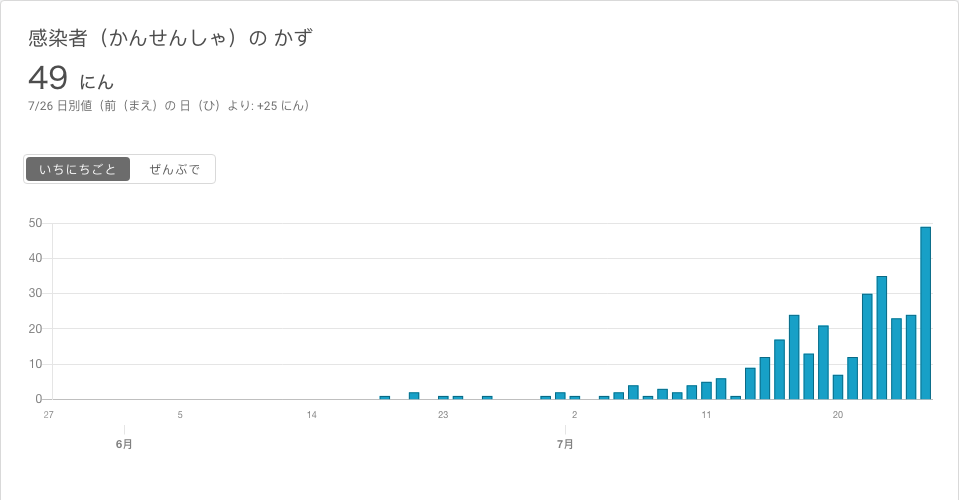 感染者（かんせんしゃ）の かず
49 にん
7/26 日別値（前（まえ）の 日（ひ）より: +25 にん）
いちにちごと ぜんぶで
50
40
30
20
10
0
27 5 14 23 2 11 20
6月 7月